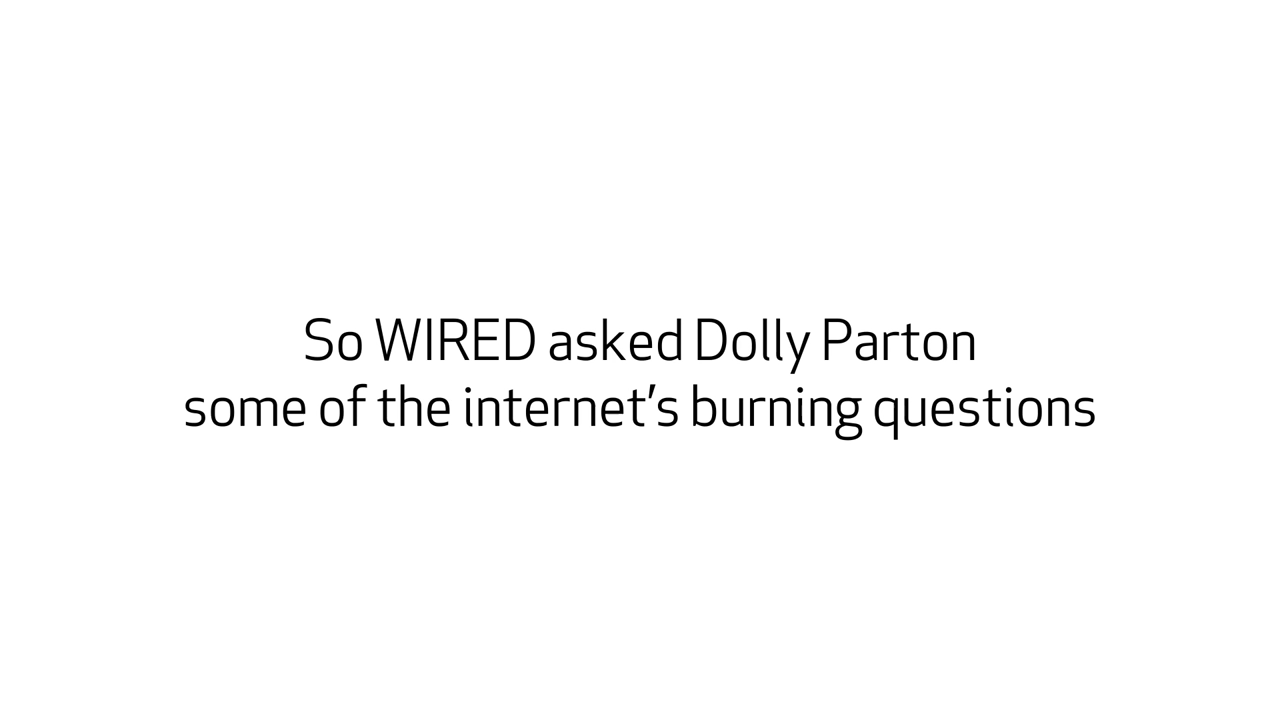 So WIRED asked Dolly Parton
some of the internet's burning questions